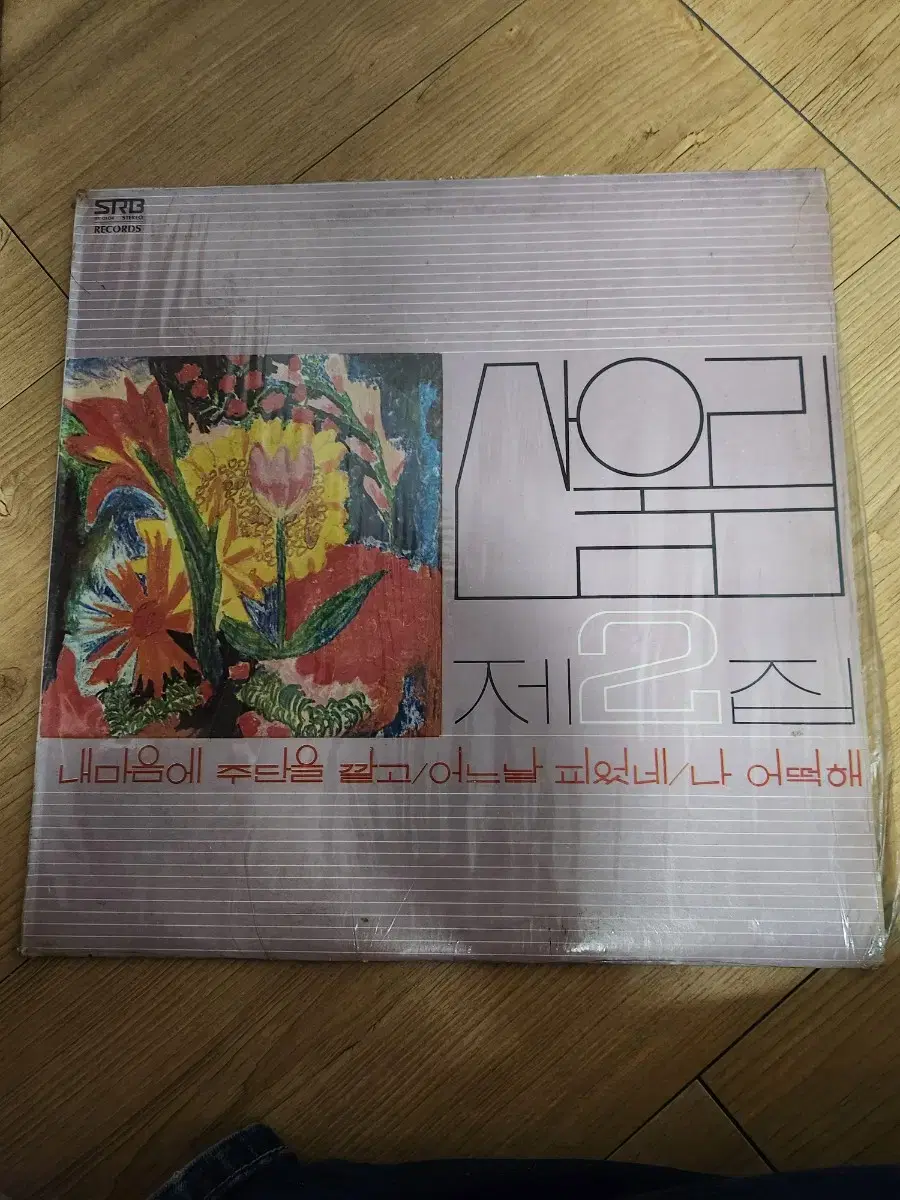 SRB
STEREO
RECORDS
산울림
제2집
내마음에 주단을 깔고/어느날 피었네/나 어떡해